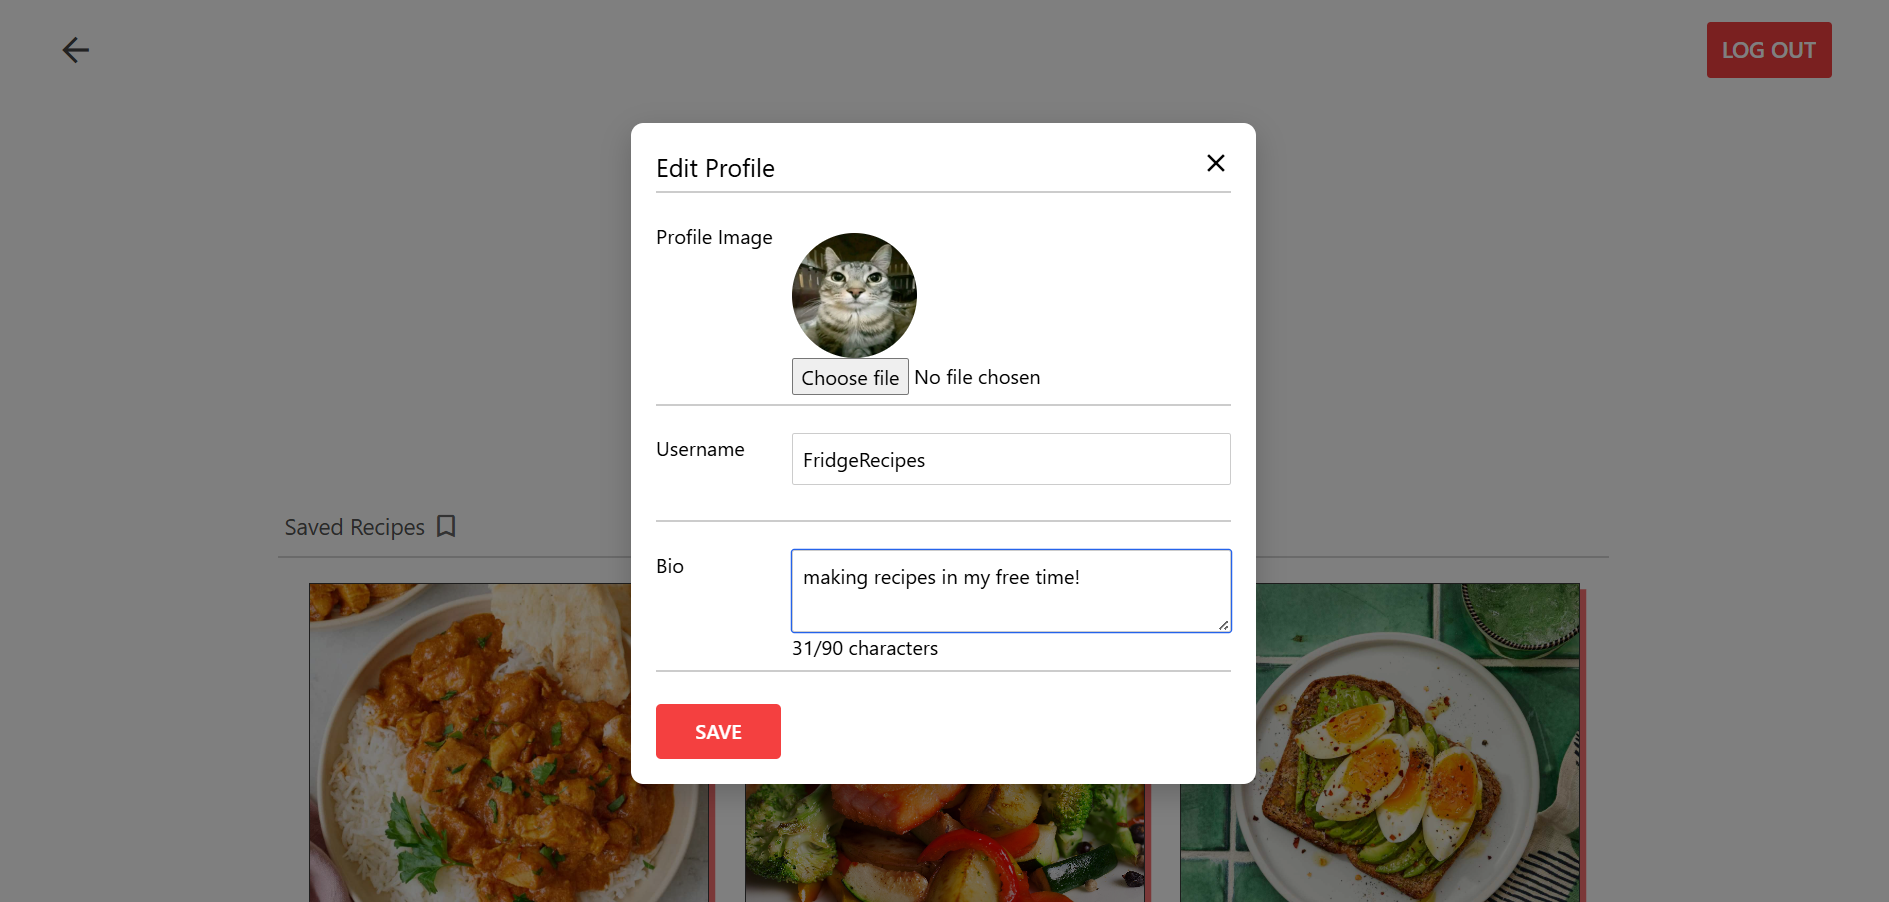 LOG OUT
Edit Profile
Profile Image
Choose file No file chosen
Username
FridgeRecipes
Saved Recipes
Bio
making recipes in my free time!
31/90 characters
SAVE